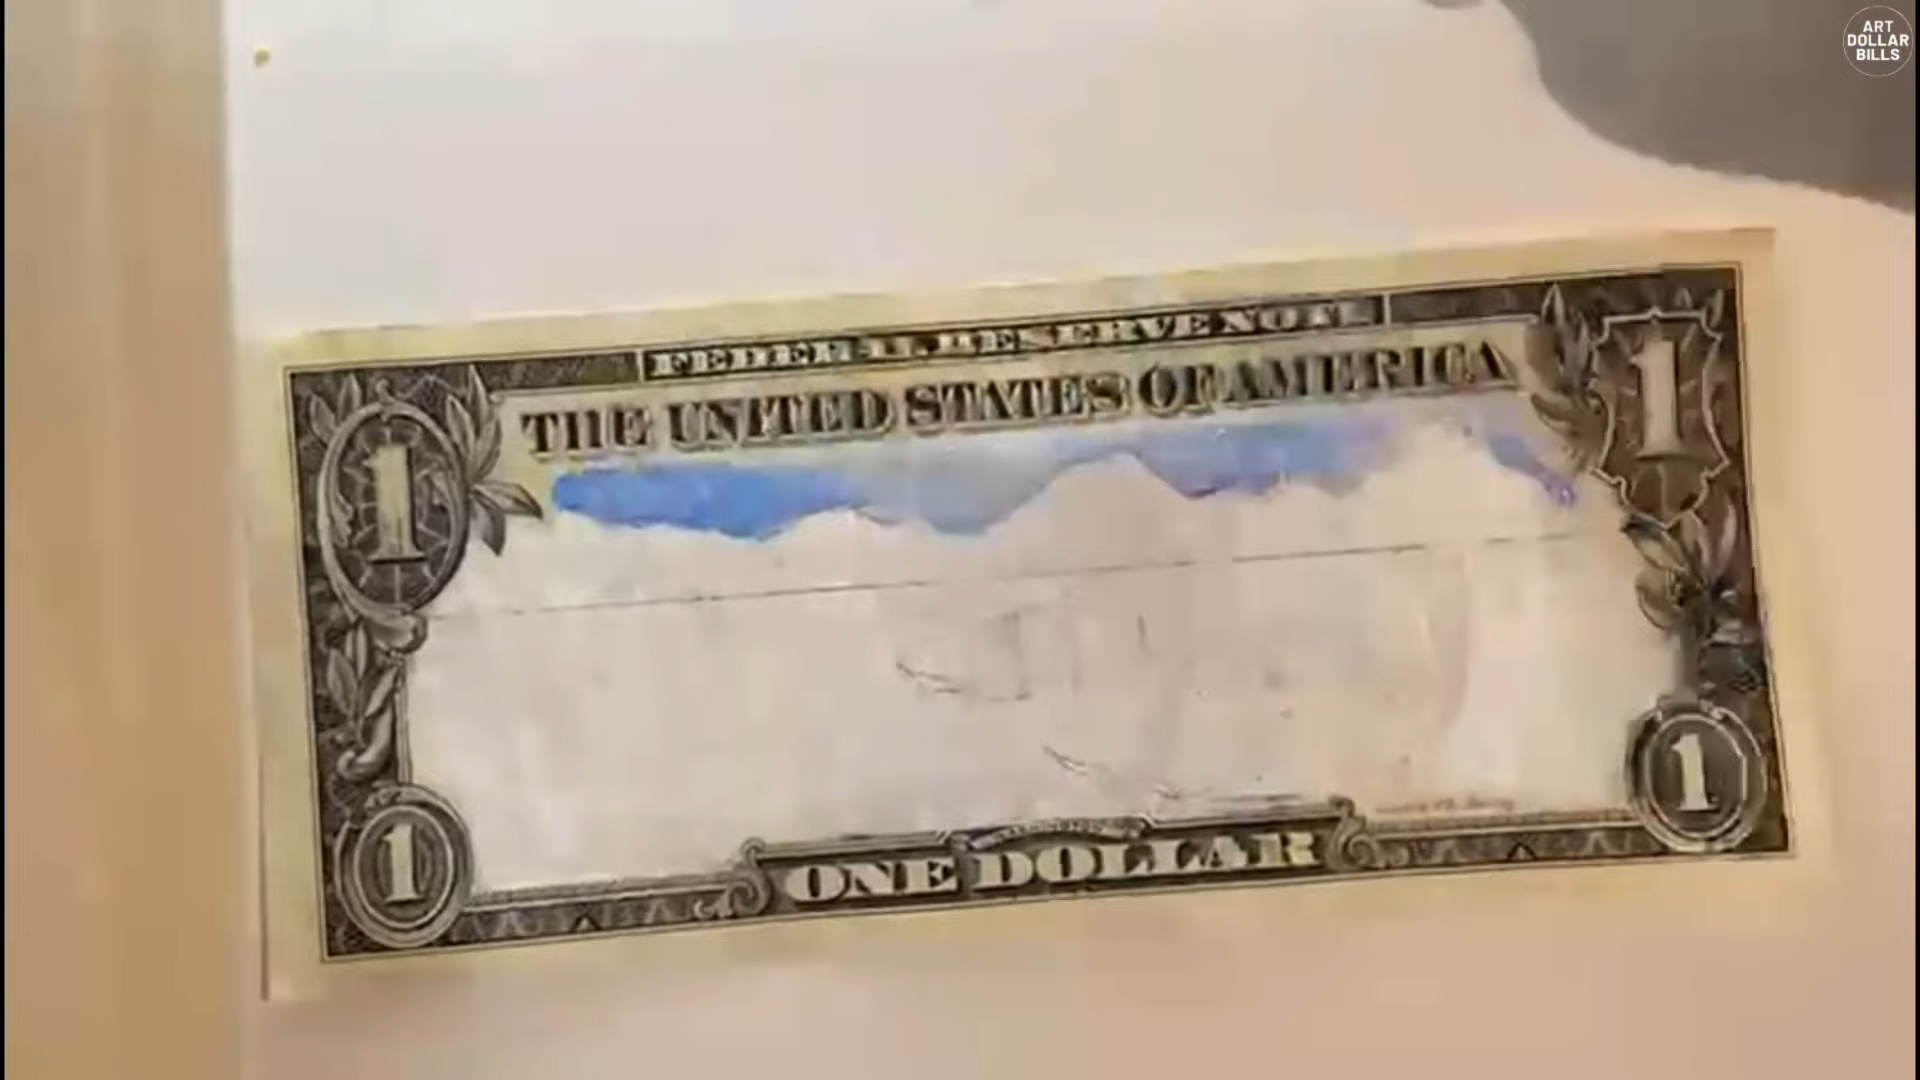 ART
DOLLAR
BILLS
FEDERAL RESERVE NOTE
THE UNITED STATES OF AMERICA
1
1
1
1
ONE DOLLAR